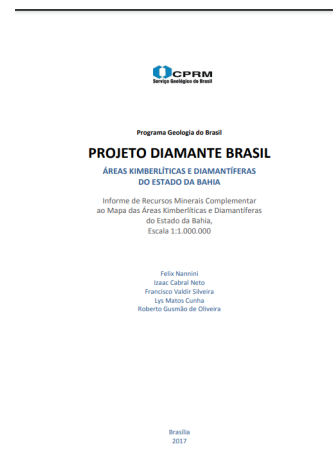 CPRM
Serviço Geológico do Brasil
Programa Geologia do Brasil
PROJETO DIAMANTE BRASIL
ÁREAS KIMBERLÍTICAS E DIAMANTÍFERAS
DO ESTADO DA BAHIA
Informe de Recursos Minerais Complementar
ao Mapa das Áreas Kimberlíticas e Diamantíferas
do Estado da Bahia,
Escala 1:1.000.000
Felix Nannini
Izaac Cabral Neto
Francisco Valdir Silveira
Lys Matos Cunha
Roberto Gusmão de Oliveira
Brasília
2017